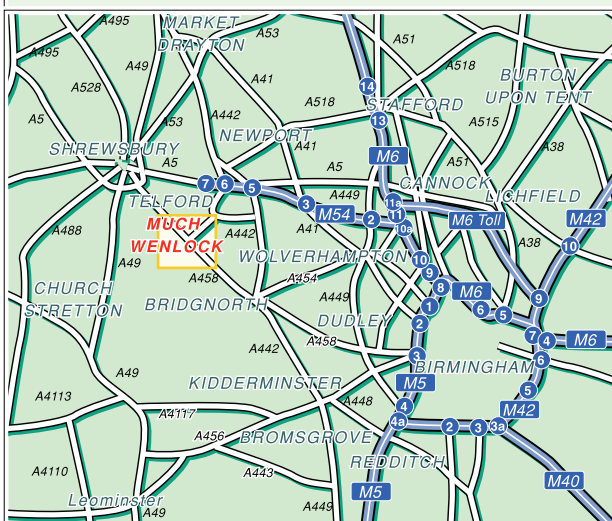 A495
MARKET
DRAYTON
A53
A51
A495
A49
A41
A518
BURTON
UPON TENT
A528
14
A518
STAFFORD
A5
A53
A442
13
A515
NEWPORT
A38
SHREWSBURY
A41
M6
A5
A5
A51
7
6
5
CANNOCK
A449
LICHFIELD
TELFORD
3
M54
2
11a
11
10a
M6 Toll
M42
MUCH
WENLOCK
A442
A41
A488
A49
A38
10
WOLVERHAMPTON
10
9
A458
A454
8
M6
CHURCH
STRETTON
BRIDGNORTH
A449
1
6
5
9
DUDLEY
2
A458
7
4
M6
A442
3
6
BIRMINGHAM
A49
KIDDERMINSTER
M5
5
A4113
A448
4
M42
A4117
4a
2
3
3a
A456
BROMSGROVE
REDDITCH
A4110
A443
M40
Leominster
M5
A49
A449